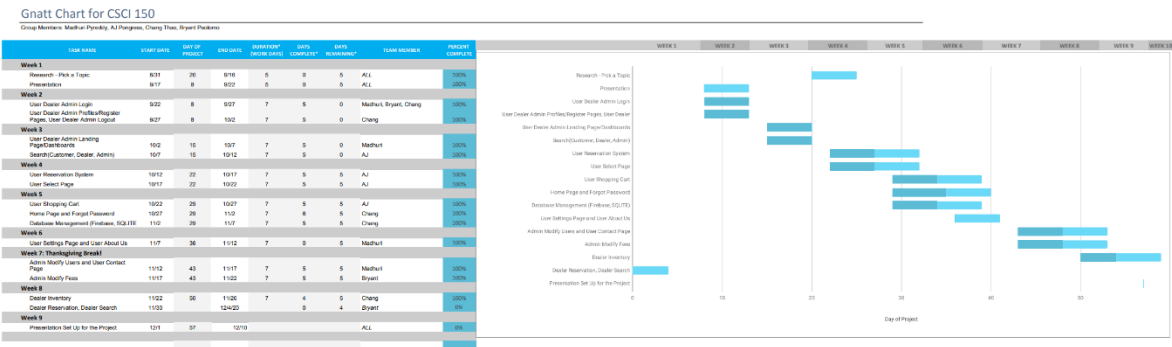 Gnatt Chart for CSCI 150
Group Members: Madhuri Pyreddy, AJ Pongress, Chang Thao, Bryant Paolomo
TASK NAME START DATE DAY OF PROJECT END DATE DURATION* (WORK DAYS) DAYS COMPLETE* DAYS REMAINING* TEAM MEMBER PERCENT COMPLETE
Week 1
Research - Pick a Topic 8/31 20 9/16 5 0 5 ALL 100%
Presentation 9/17 8 9/22 5 0 5 ALL 100%
Week 2
User Dealer Admin Login 9/22 8 9/27 7 5 0 Madhuri, Bryant, Chang 100%
User Dealer Admin Profiles/Register
Pages, User Dealer Admin Logout 9/27 8 10/2 7 5 0 Chang 100%
Week 3
User Dealer Admin Landing
Page/Dashboards 10/2 15 10/7 7 5 0 Madhuri 100%
Search(Customer, Dealer, Admin) 10/7 15 10/12 7 5 0 AJ 100%
Week 4
User Reservation System 10/12 22 10/17 7 5 5 AJ 100%
User Select Page 10/17 22 10/22 7 5 5 AJ 100%
Week 5
User Shopping Cart 10/22 29 10/27 7 5 5 AJ 100%
Home Page and Forgot Password 10/27 29 11/2 7 6 5 Chang 100%
Database Management (Firebase, SQLITE 11/2 29 11/7 7 5 5 Chang 100%
Week 6
User Settings Page and User About Us 11/7 36 11/12 7 0 5 Madhuri 100%
Week 7: Thanksgiving Break!
Admin Modify Users and User Contact
Page 11/12 43 11/17 7 5 5 Madhuri 100%
Admin Modify Fees 11/17 43 11/22 7 5 5 Bryant 100%
Week 8
Dealer Inventory 11/22 50 11/26 7 4 5 Chang 100%
Dealer Reservation, Dealer Search 11/30 12/4/20 0 4 Bryant 0%
Week 9
Presentation Set Up for the Project 12/1 57 12/10 ALL 0%
WEEK 1 WEEK 2 WEEK 3 WEEK 4 WEEK 5 WEEK 6 WEEK 7 WEEK 8 WEEK 9 WEEK 10
Research - Pick a Topic
Presentation
User Dealer Admin Login
User Dealer Admin Profiles/Register Pages, User Dealer
User Dealer Admin Landing Page/Dashboards
Search(Customer, Dealer, Admin)
User Reservation System
User Select Page
User Shopping Cart
Home Page and Forgot Password
Database Management (Firebase, SQLITE)
User Settings Page and User About Us
Admin Modify Users and User Contact Page
Admin Modify Fees
Dealer Inventory
Dealer Reservation, Dealer Search
Presentation Set Up for the Project
0 10 20 30 40 50
Day of Project